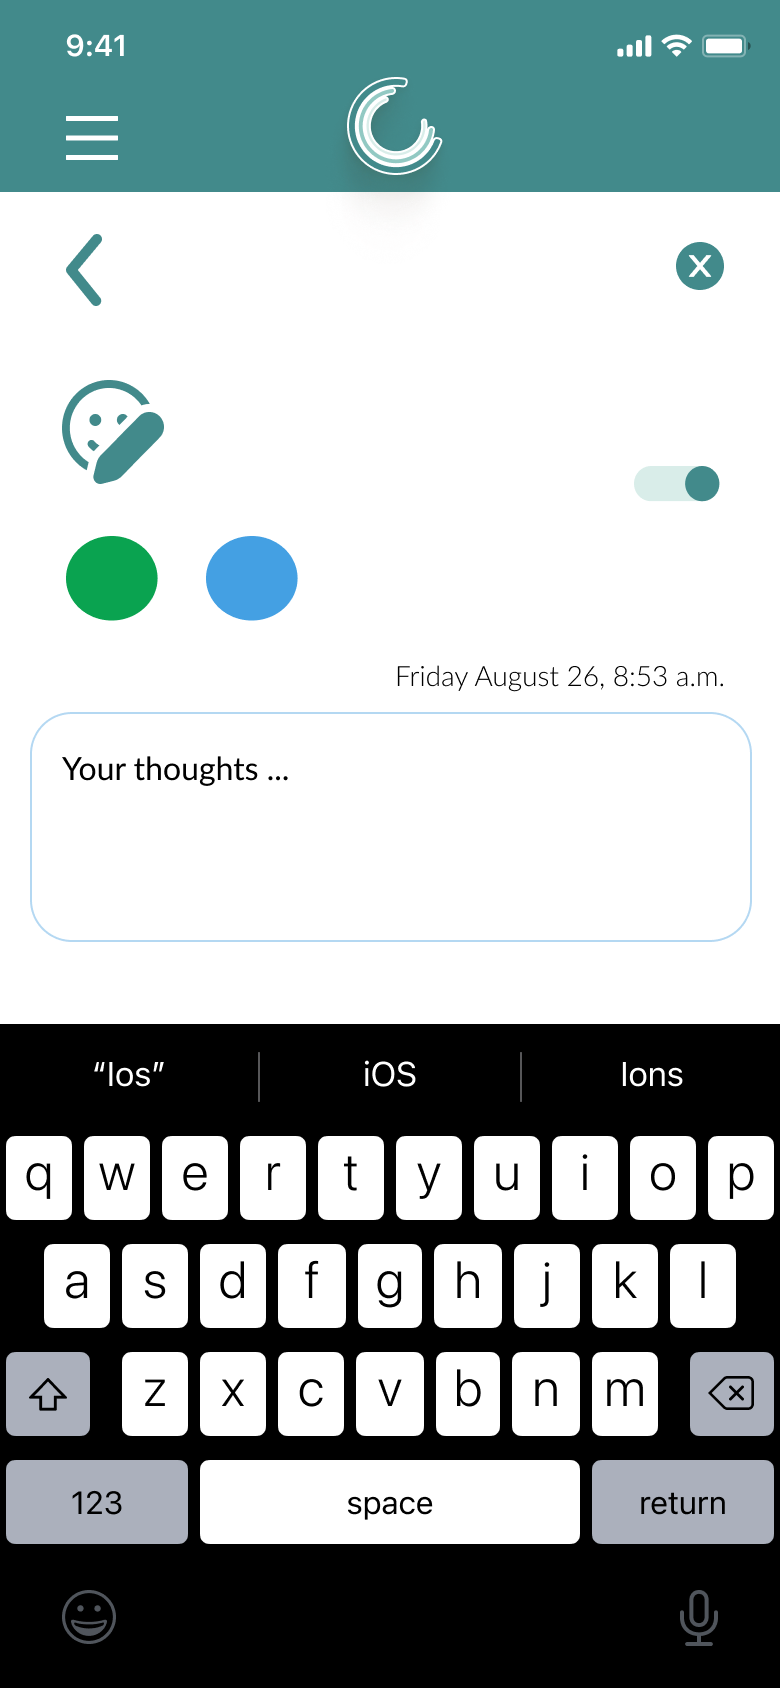 9:41
X
Friday August 26, 8:53 a.m.
Your thoughts ...
“Ios” iOS Ions
q w e r t y u i o p
a s d f g h j k l
z x c v b n m
123 space return